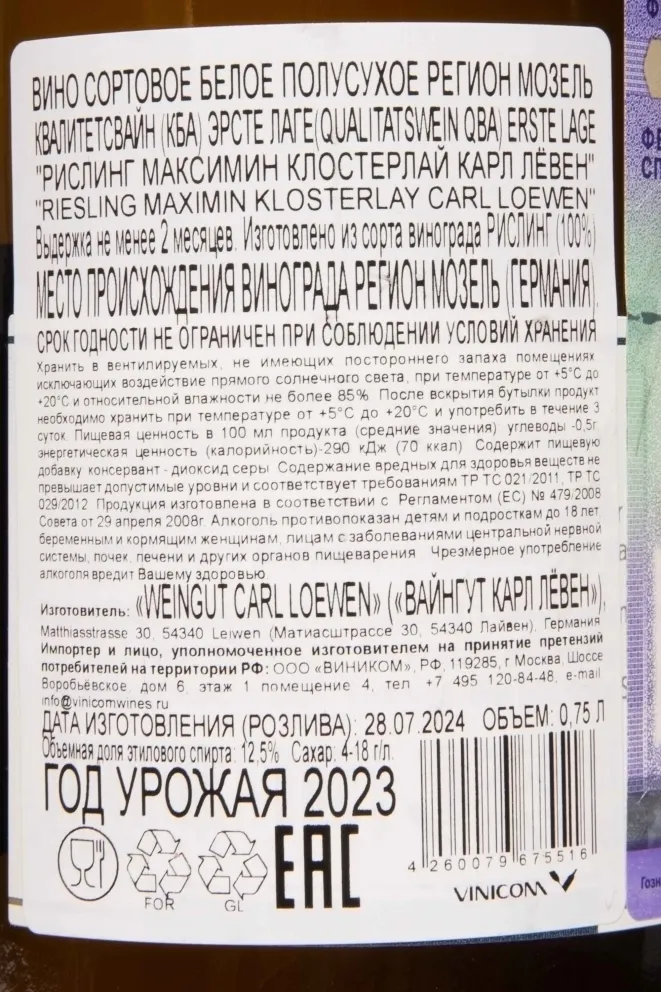 ВИНО СОРТОВОЕ БЕЛОЕ ПОЛУСУХОЕ РЕГИОН МОЗЕЛЬ
КВАЛИТЕТСВАЙН (КБА) ЭРСТЕ ЛАГЕ(QUALITATSWEIN QBA) ERSTE LAGE
"РИСЛИНГ МАКСИМИН КЛОСТЕРЛАЙ КАРЛ ЛЁВЕН"
"RIESLING MAXIMIN KLOSTERLAY CARL LOEWEN"
Выдержка не менее 2 месяцев. Изготовлено из сорта винограда РИСЛИНГ (100%)
МЕСТО ПРОИСХОЖДЕНИЯ ВИНОГРАДА РЕГИОН МОЗЕЛЬ (ГЕРМАНИЯ)
СРОК ГОДНОСТИ НЕ ОГРАНИЧЕН ПРИ СОБЛЮДЕНИИ УСЛОВИЙ ХРАНЕНИЯ
Хранить в вентилируемых, не имеющих постороннего запаха помещениях
исключающих воздействие прямого солнечного света, при температуре от +5°С до
+20°С и относительной влажности не более 85% После вскрытия бутылки продукт
необходимо хранить при температуре от +5°С до +20°С и употребить в течение 3
суток. Пищевая ценность в 100 мл продукта (средние значения) углеводы -0,5г.
энергетическая ценность (калорийность)-290 кДж (70 ккал) Содержит пищевую
добавку консервант - диоксид серы Содержание вредных для здоровья веществ не
превышает допустимые уровни и соответствует требованиям ТР ТС 021/2011, ТР ТС
029/2012 Продукция изготовлена в соответствии с Регламентом (ЕС) № 479/2008
Совета от 29 апреля 2008г. Алкоголь противопоказан детям и подросткам до 18 лет,
беременным и кормящим женщинам, лицам с заболеваниями центральной нервной
системы, почек, печени и других органов пищеварения Чрезмерное употребление
алкоголя вредит Вашему здоровью.
Изготовитель: «WEINGUT CARL LOEWEN» («ВАЙНГУТ КАРЛ ЛЁВЕН»),
Matthiasstrasse 30, 54340 Leiwen (Матиасштрассе 30, 54340 Лайвен), Германия
Импортер и лицо, уполномоченное изготовителем на принятие претензий
потребителей на территории РФ: ООО «ВИНИКОМ», РФ, 119285, г Москва, Шоссе
Воробьёвское, дом 6, этаж 1 помещение 4, тел +7 495 120-84-48, e-mail
info@vinicomwines.ru
ДАТА ИЗГОТОВЛЕНИЯ (РОЗЛИВА): 28.07.2024 ОБЪЕМ: 0,75 Л
Объемная доля этилового спирта: 12,5% Сахар: 4-18 г/л.
ГОД УРОЖАЯ 2023
FOR GL EAC
4 260079 675516
VINICOM